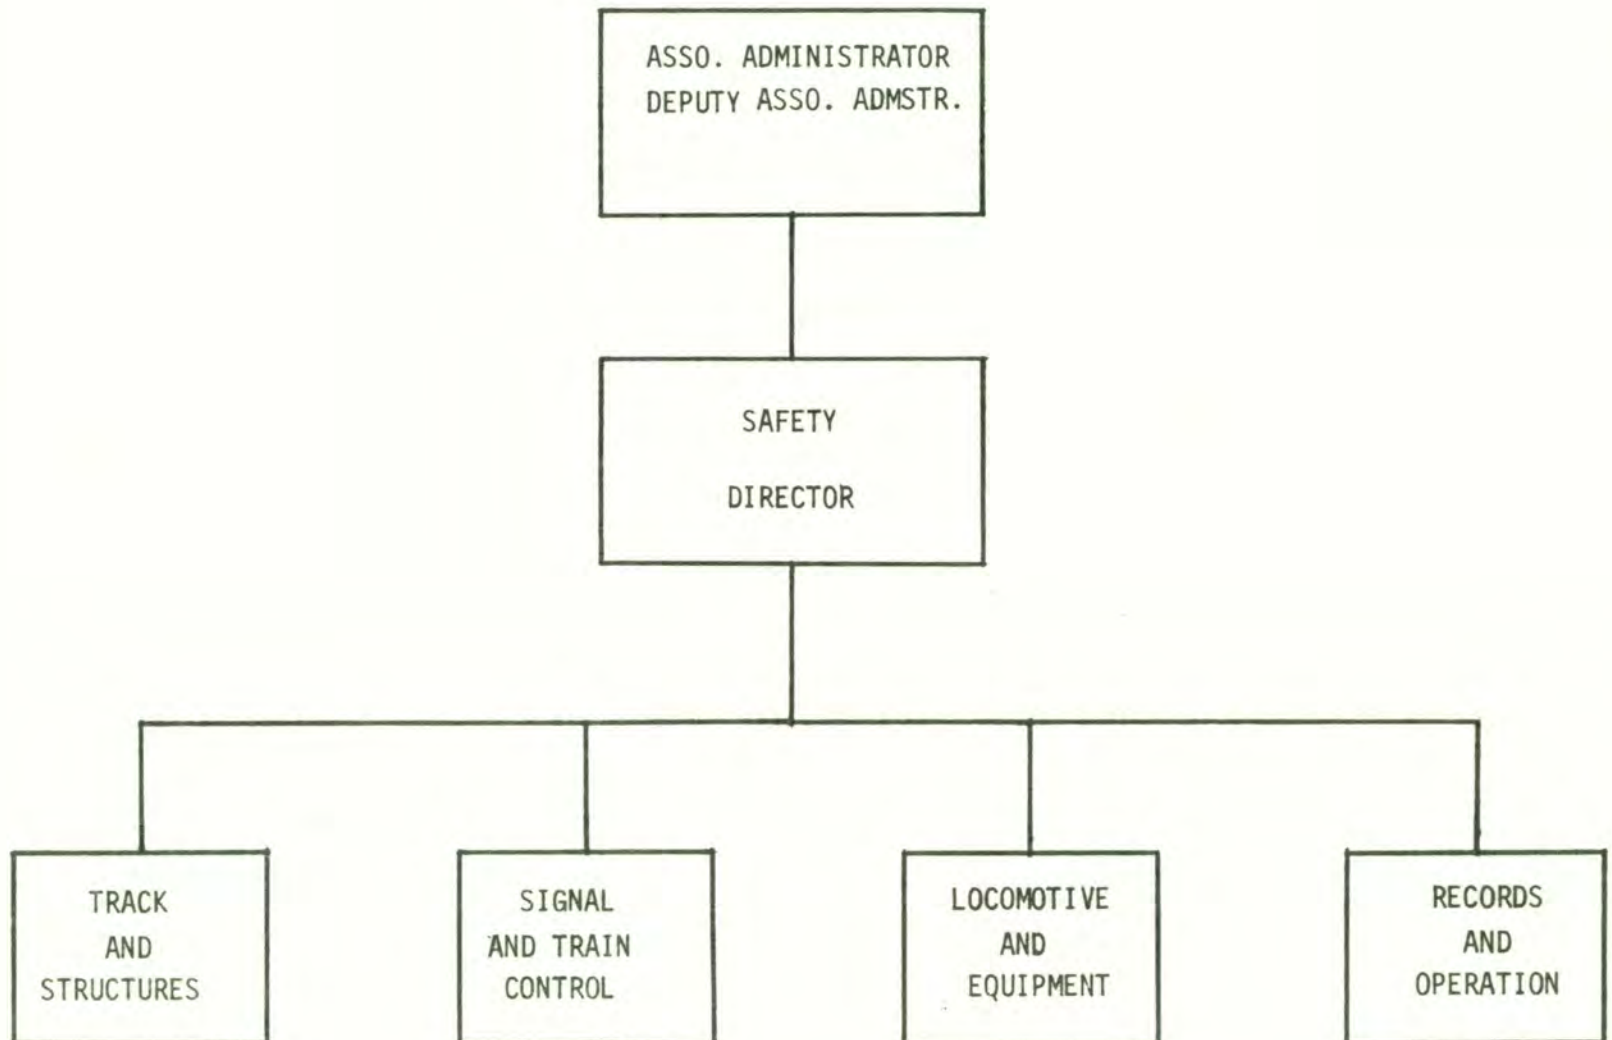 ASSO. ADMINISTRATOR
DEPUTY ASSO. ADMSTR.
SAFETY
DIRECTOR
TRACK
AND
STRUCTURES
SIGNAL
AND TRAIN
CONTROL
LOCOMOTIVE
AND
EQUIPMENT
RECORDS
AND
OPERATION